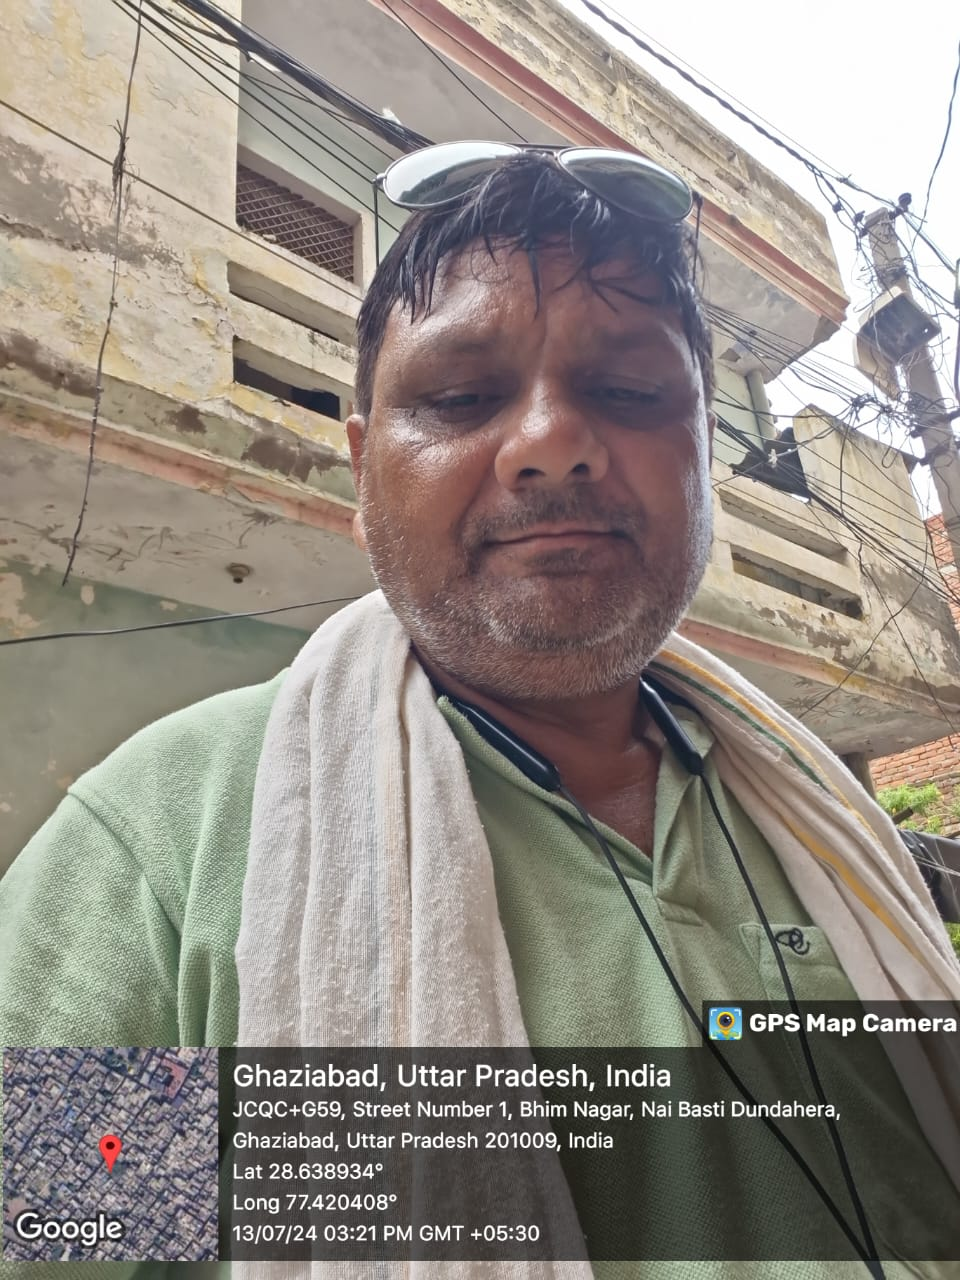 GPS Map Camera
Ghaziabad, Uttar Pradesh, India
JCQC+G59, Street Number 1, Bhim Nagar, Nai Basti Dundahera,
Ghaziabad, Uttar Pradesh 201009, India
Lat 28.638934°
Long 77.420408°
13/07/24 03:21 PM GMT +05:30
Google